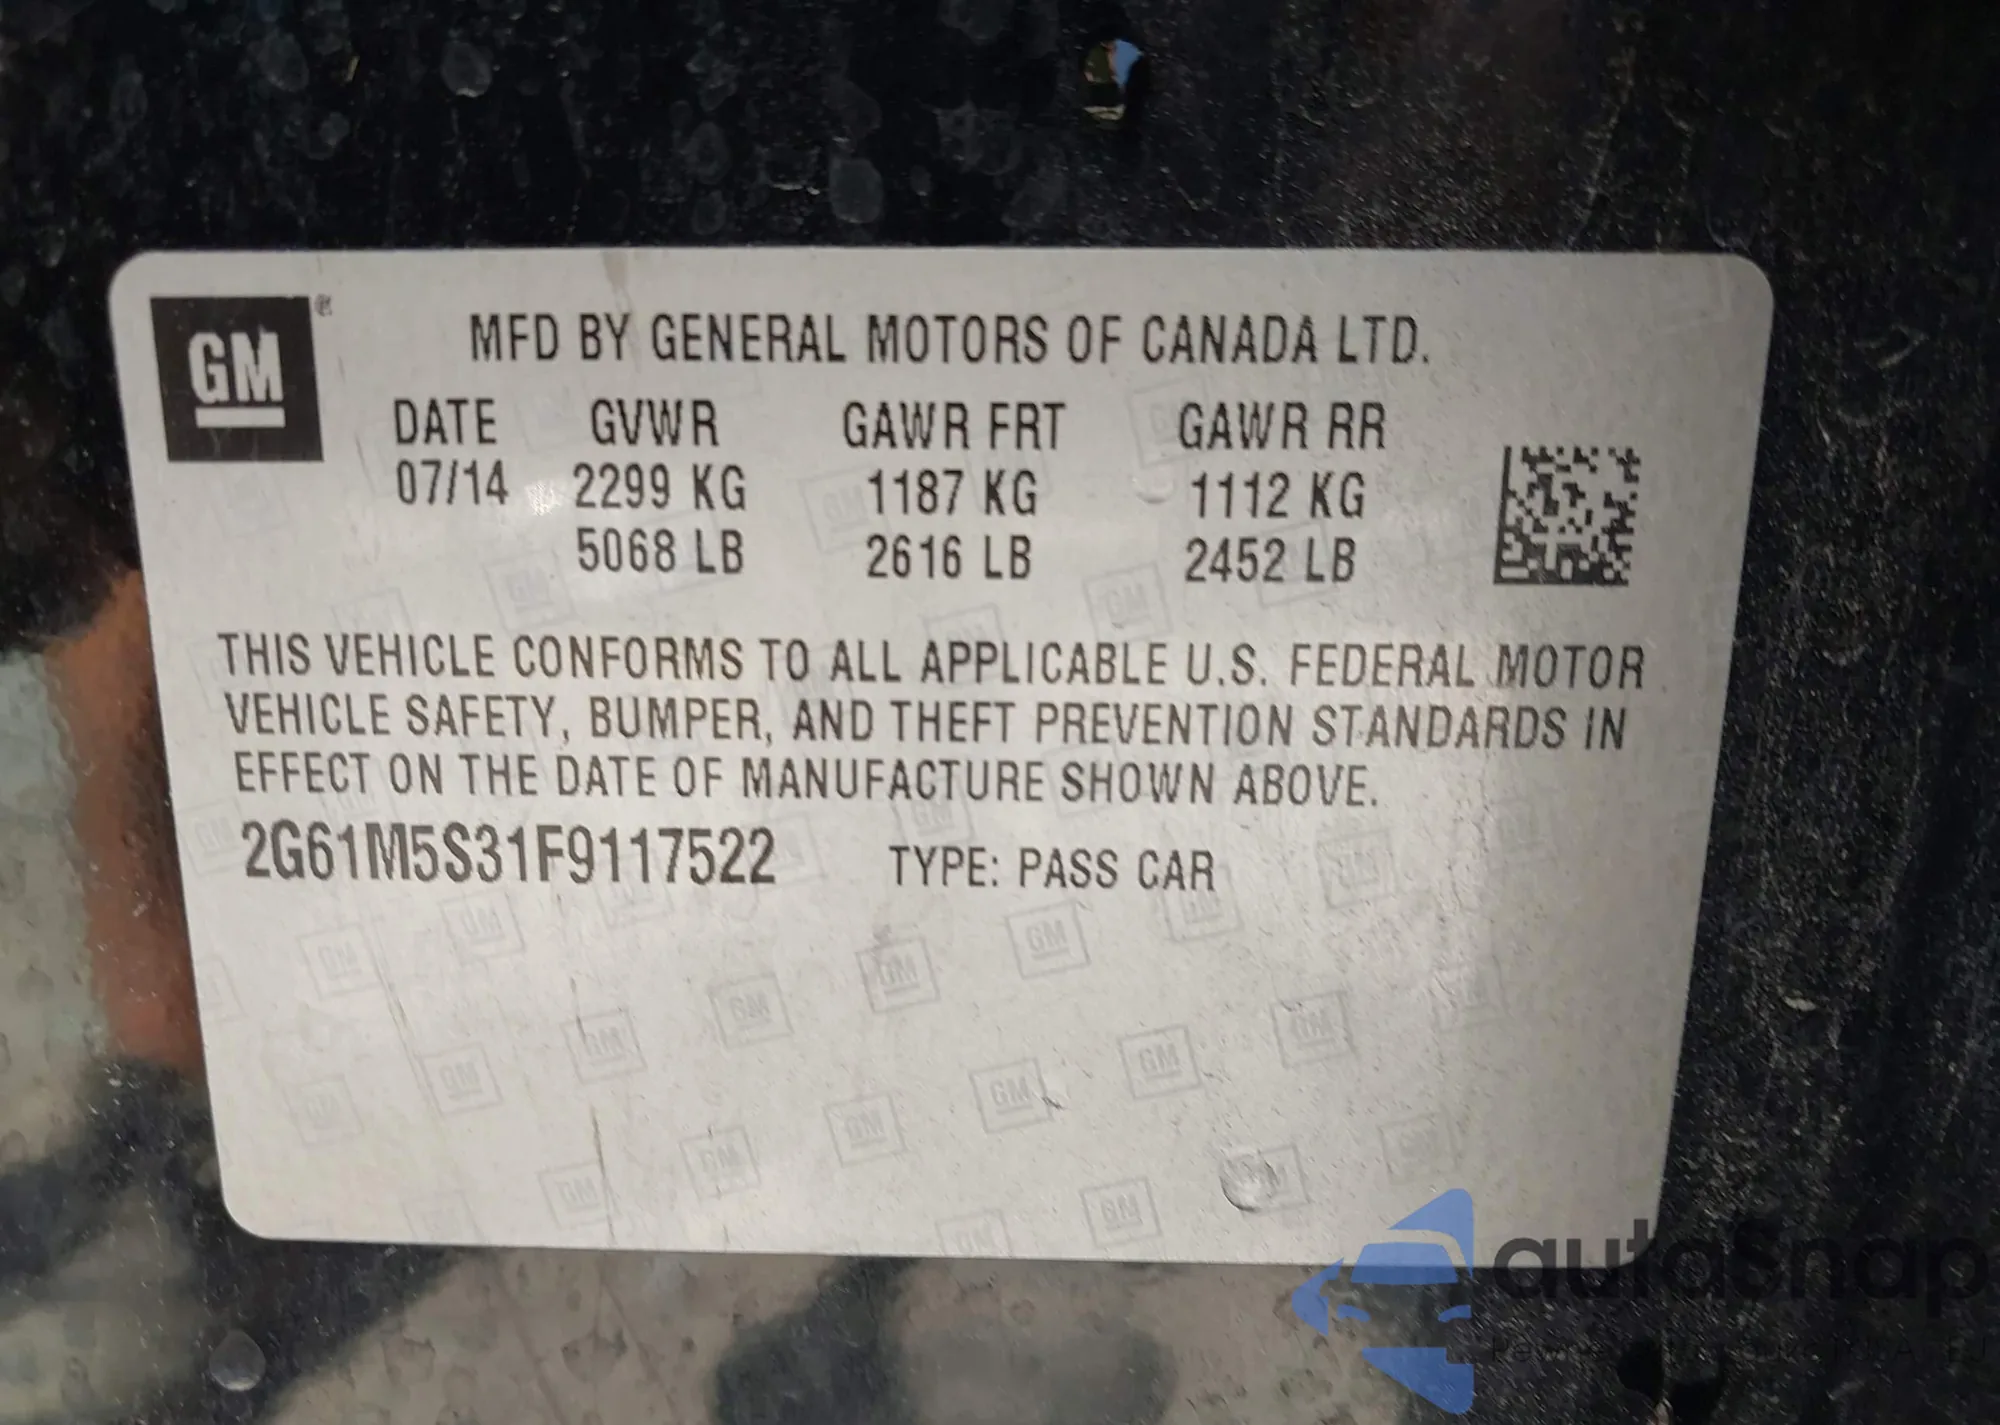 GM ®
MFD BY GENERAL MOTORS OF CANADA LTD.
DATE GVWR GAWR FRT GAWR RR
07/14 2299 KG 1187 KG 1112 KG
5068 LB 2616 LB 2452 LB
THIS VEHICLE CONFORMS TO ALL APPLICABLE U.S. FEDERAL MOTOR
VEHICLE SAFETY, BUMPER, AND THEFT PREVENTION STANDARDS IN
EFFECT ON THE DATE OF MANUFACTURE SHOWN ABOVE.
2G61M5S31F9117522 TYPE: PASS CAR
autoSnap